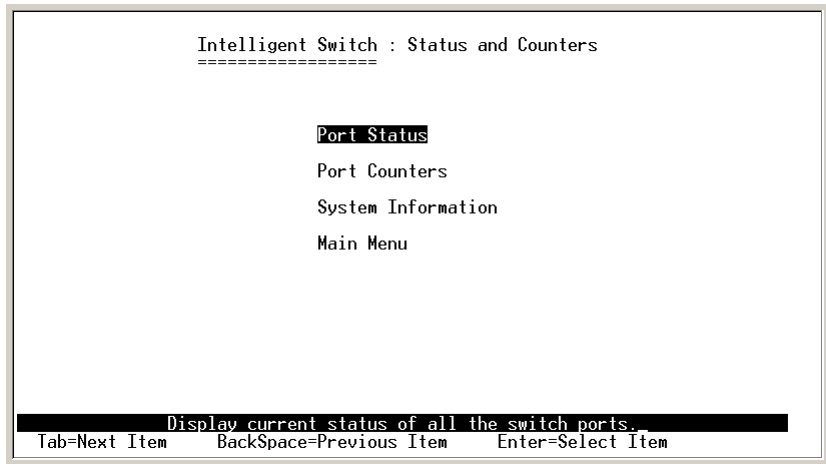 Intelligent Switch : Status and Counters
==================
Port Status
Port Counters
System Information
Main Menu
Display current status of all the switch ports._
Tab=Next Item BackSpace=Previous Item Enter=Select Item